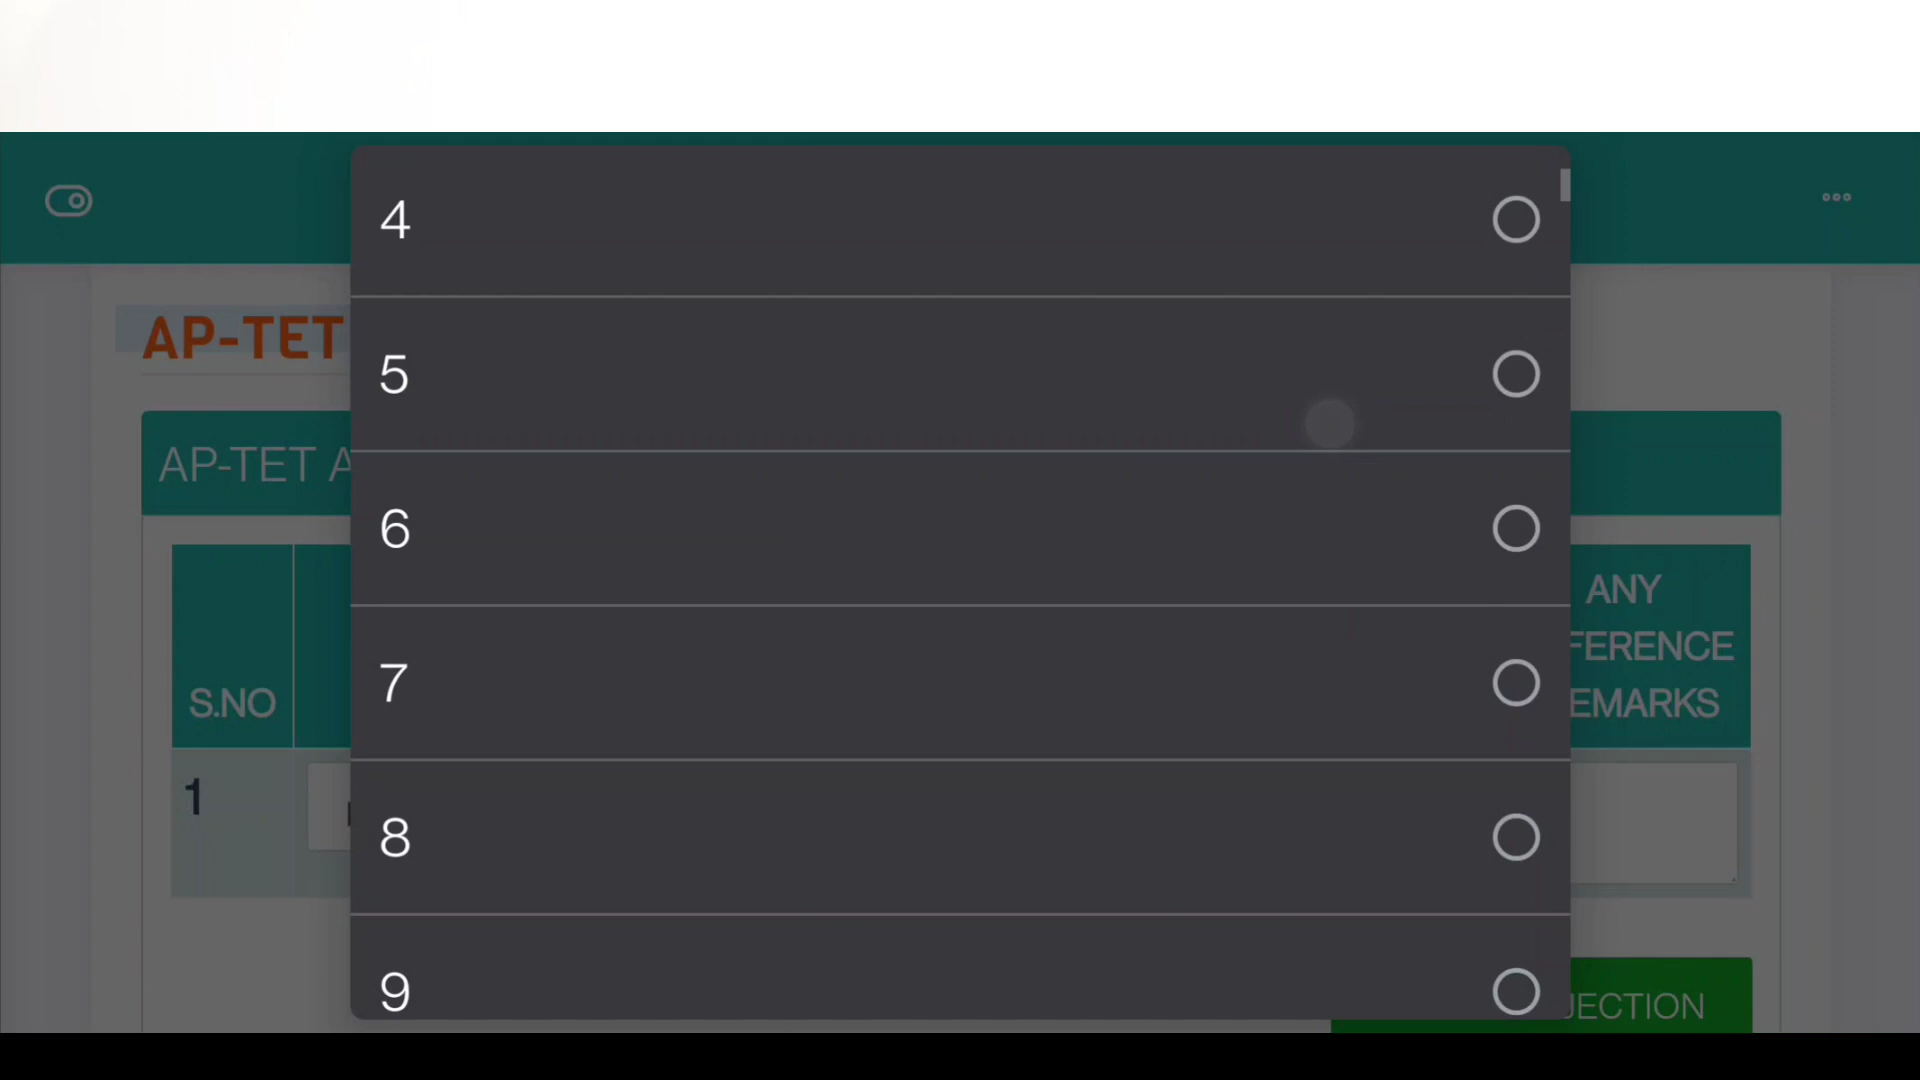 4
AP-TET
5
AP-TET A
6
ANY
FERENCE
EMARKS
S.NO
7
1
8
9
JECTION